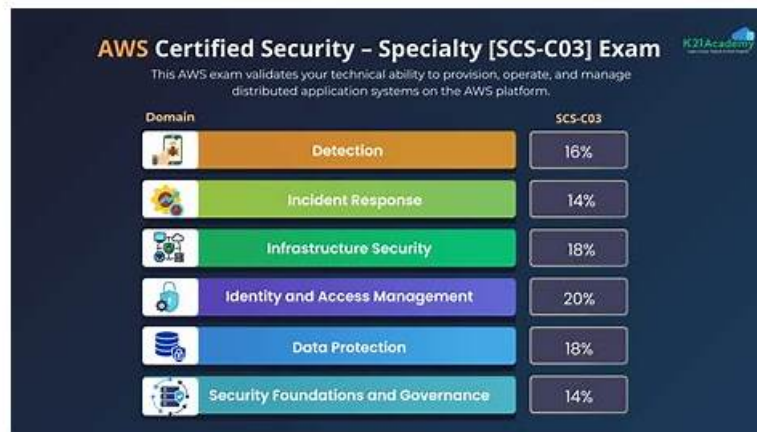 AWS Certified Security – Specialty [SCS-C03] Exam
K21Academy
This AWS exam validates your technical ability to provision, operate, and manage
distributed application systems on the AWS platform.
Domain SCS-C03
Detection 16%
Incident Response 14%
Infrastructure Security 18%
Identity and Access Management 20%
Data Protection 18%
Security Foundations and Governance 14%